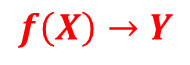 f(X) → Y